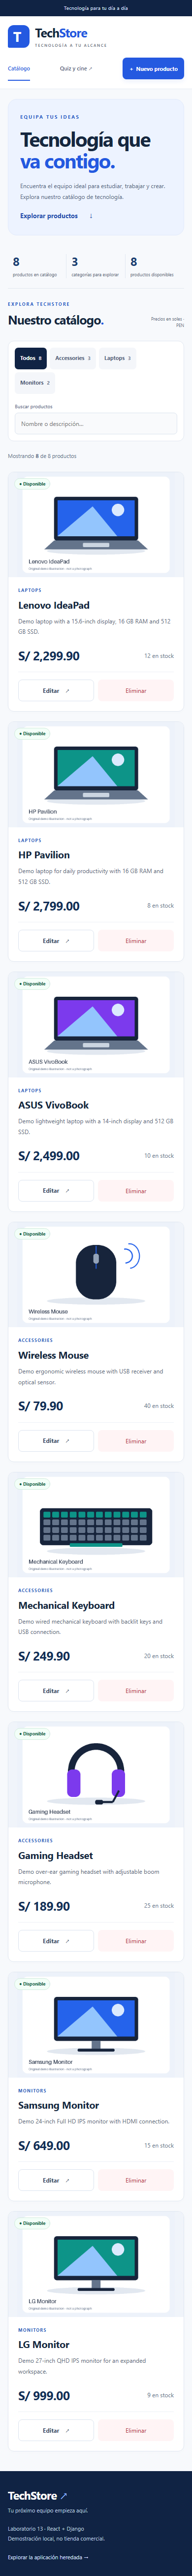 Tecnología para tu día a día
T
TechStore
TECNOLOGÍA A TU ALCANCE
Catálogo
Quiz y cine ↗
+ Nuevo producto
EQUIPA TUS IDEAS
Tecnología que
va contigo.
Encuentra el equipo ideal para estudiar, trabajar y crear.
Explora nuestro catálogo de tecnología.
Explorar productos ↓
8
productos en catálogo
3
categorías para explorar
8
productos disponibles
EXPLORA TECHSTORE
Nuestro catálogo.
Precios en soles ·
PEN
Todos 8
Accessories 3
Laptops 3
Monitors 2
Buscar productos
Nombre o descripción...
Mostrando 8 de 8 productos
Disponible
Lenovo IdeaPad
LAPTOPS
Lenovo IdeaPad
Demo laptop with a 15.6-inch display, 16 GB RAM and 512
GB SSD.
S/ 2,299.90
12 en stock
Editar ↗
Eliminar
Disponible
HP Pavilion
LAPTOPS
HP Pavilion
Demo laptop for daily productivity with 16 GB RAM and
512 GB SSD.
S/ 2,799.00
8 en stock
Editar ↗
Eliminar
Disponible
ASUS VivoBook
LAPTOPS
ASUS VivoBook
Demo lightweight laptop with a 14-inch display and 512 GB
SSD.
S/ 2,499.00
10 en stock
Editar ↗
Eliminar
Disponible
Wireless Mouse
ACCESSORIES
Wireless Mouse
Demo ergonomic wireless mouse with USB receiver and
optical sensor.
S/ 79.90
40 en stock
Editar ↗
Eliminar
Disponible
Mechanical Keyboard
ACCESSORIES
Mechanical Keyboard
Demo wired mechanical keyboard with backlit keys and
USB connection.
S/ 249.90
20 en stock
Editar ↗
Eliminar
Disponible
Gaming Headset
ACCESSORIES
Gaming Headset
Demo over-ear gaming headset with adjustable boom
microphone.
S/ 189.90
25 en stock
Editar ↗
Eliminar
Disponible
Samsung Monitor
MONITORS
Samsung Monitor
Demo 24-inch Full HD IPS monitor with HDMI connection.
S/ 649.00
15 en stock
Editar ↗
Eliminar
Disponible
LG Monitor
MONITORS
LG Monitor
Demo 27-inch QHD IPS monitor for an expanded
workspace.
S/ 999.00
9 en stock
Editar ↗
Eliminar
TechStore ↗
Tu próximo equipo empieza aquí.
Laboratorio 13 · React + Django
Demostración local, no tienda comercial.
Explorar la aplicación heredada →